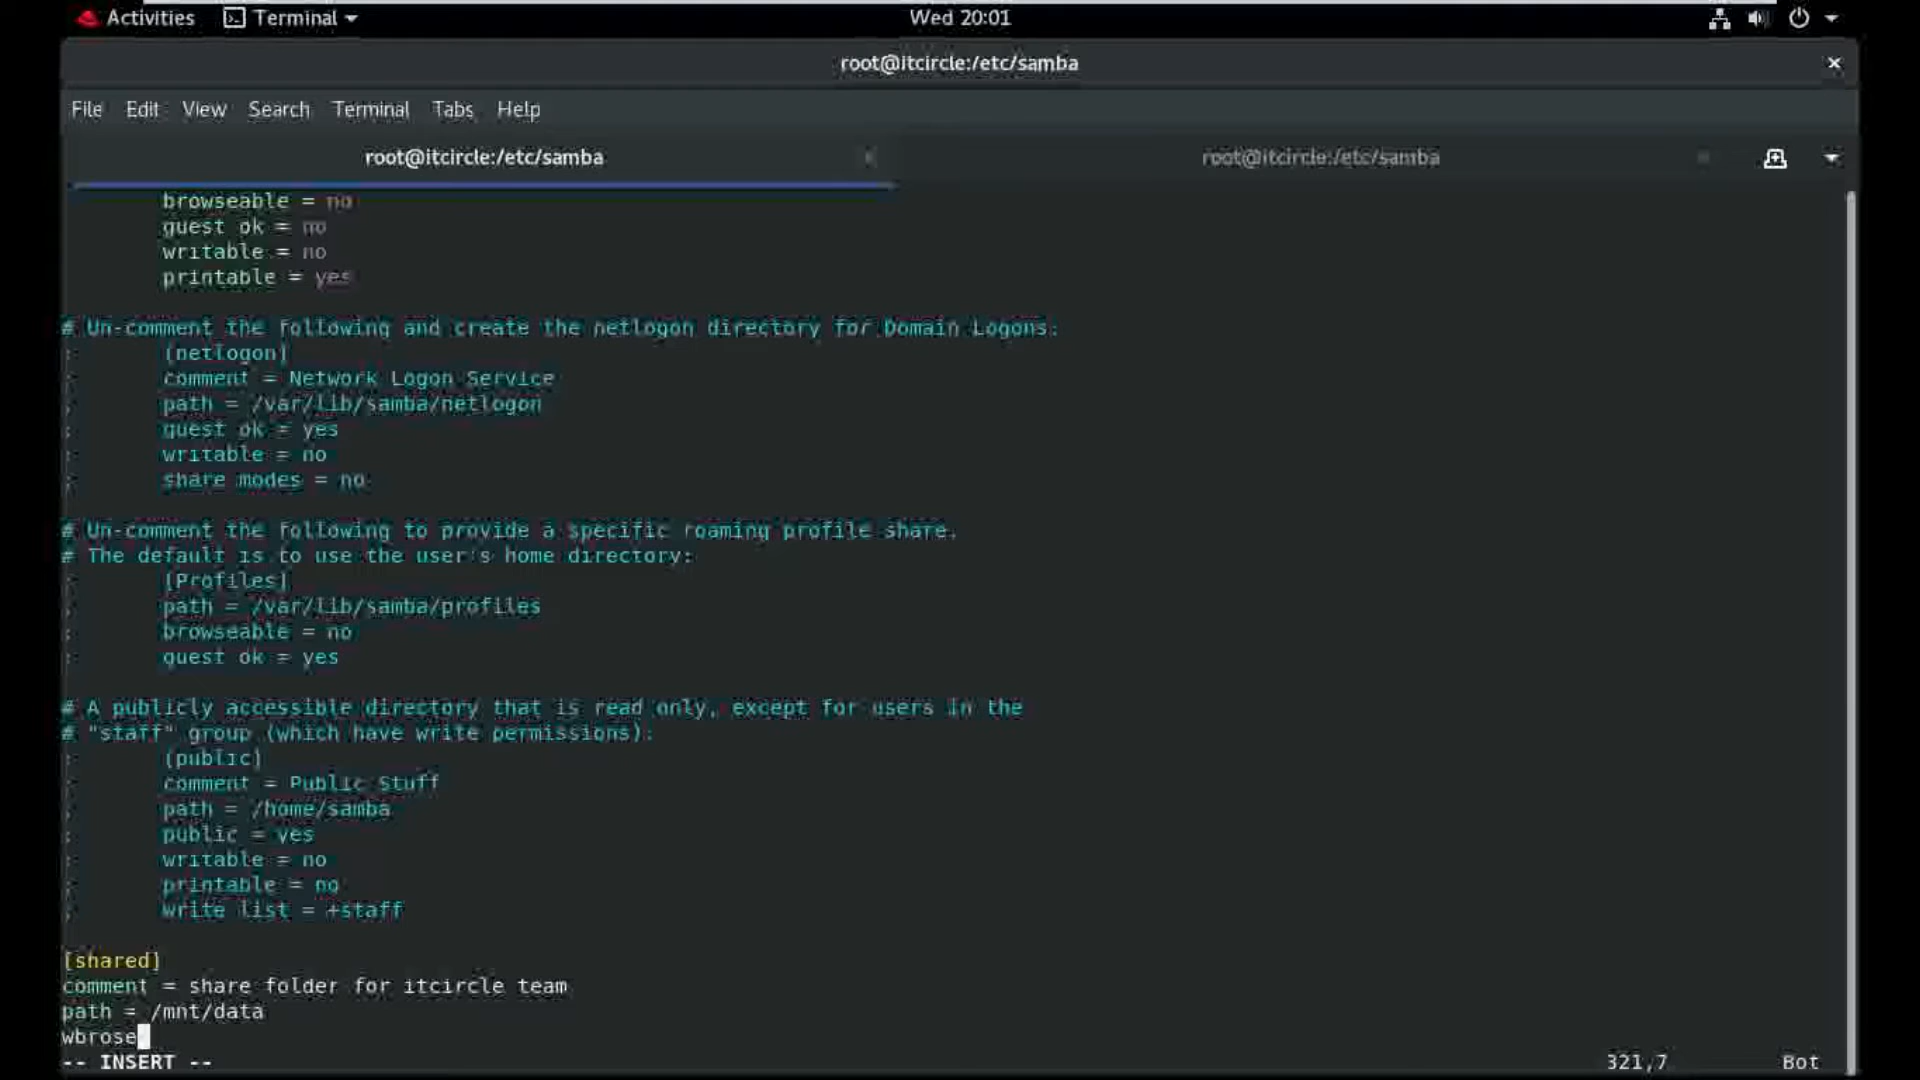 Activities Terminal Wed 20:01
root@itcircle:/etc/samba
File Edit View Search Terminal Tabs Help
root@itcircle:/etc/samba root@itcircle:/etc/samba
browseable = no
guest ok = no
writable = no
printable = yes
# Un-comment the following and create the netlogon directory for Domain Logons:
; [netlogon]
; comment = Network Logon Service
; path = /var/lib/samba/netlogon
; guest ok = yes
; writable = no
; share modes = no
# Un-comment the following to provide a specific roaming profile share.
# The default is to use the user's home directory:
; [Profiles]
; path = /var/lib/samba/profiles
; browseable = no
; guest ok = yes
# A publicly accessible directory that is read only, except for users in the
# "staff" group (which have write permissions):
; [public]
; comment = Public Stuff
; path = /home/samba
; public = yes
; writable = no
; printable = no
; write list = +staff
[shared]
comment = share folder for itcircle team
path = /mnt/data
wbrose
-- INSERT -- 321,7 Bot